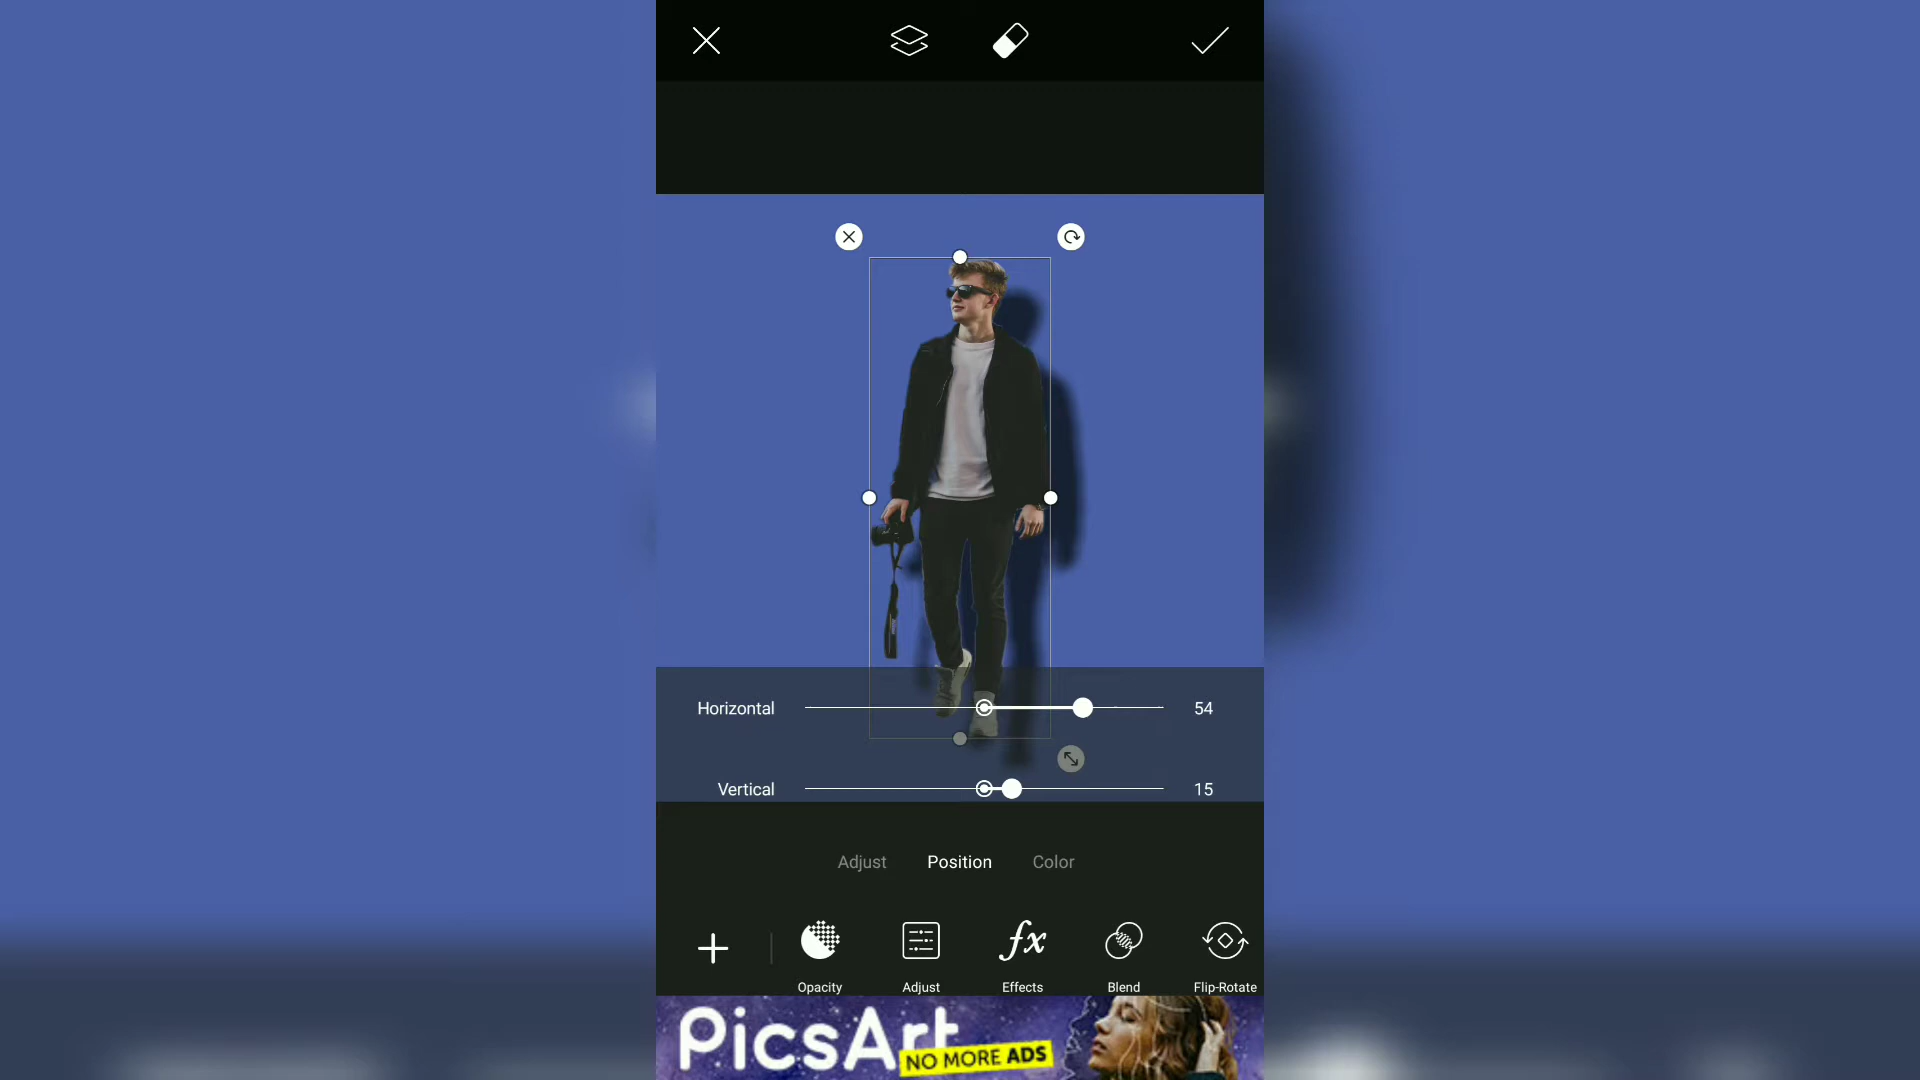 Horizontal 54
Vertical 15
Adjust Position Color
Opacity Adjust Effects Blend Flip-Rotate
PicsArt
NO MORE ADS